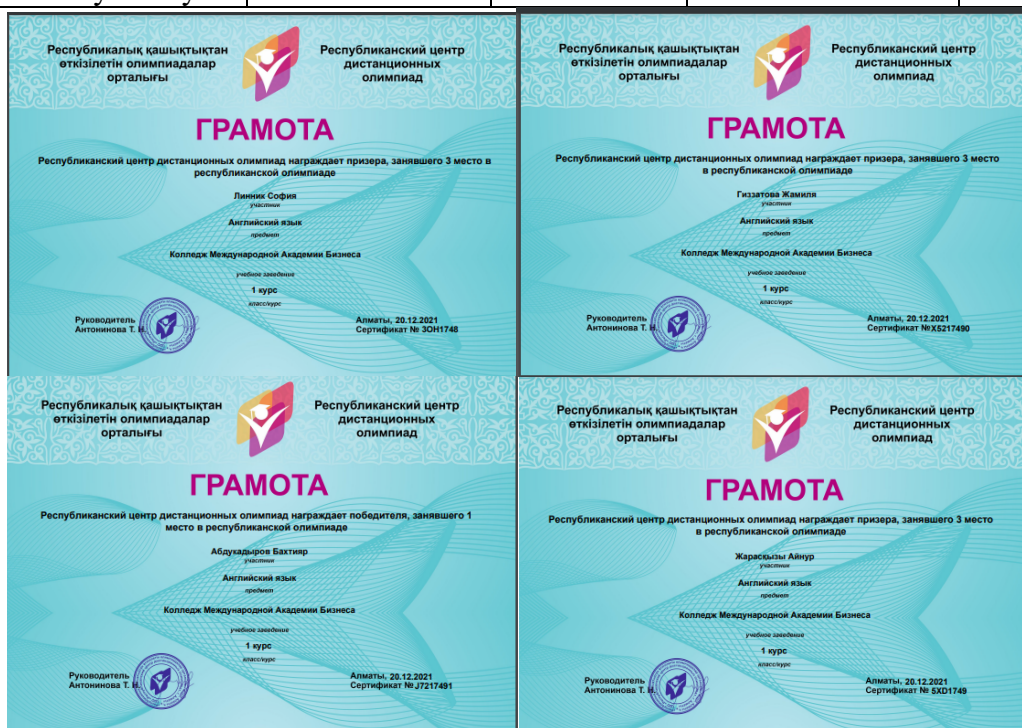 Республикалық қашықтықтан
өткізілетін олимпиадалар
орталығы
Республиканский центр
дистанционных
олимпиад
ГРАМОТА
Республиканский центр дистанционных олимпиад награждает призера, занявшего 3 место в
республиканской олимпиаде
Линник София
участник
Английский язык
предмет
Колледж Международной Академии Бизнеса
учебное заведение
1 курс
класс/курс
Руководитель
Антонинова Т. Н.
Алматы, 20.12.2021
Сертификат № 3OH1748
Республикалық қашықтықтан
өткізілетін олимпиадалар
орталығы
Республиканский центр
дистанционных
олимпиад
ГРАМОТА
Республиканский центр дистанционных олимпиад награждает призера, занявшего 3 место
в республиканской олимпиаде
Гиззатова Жамиля
участник
Английский язык
предмет
Колледж Международной Академии Бизнеса
учебное заведение
1 курс
класс/курс
Руководитель
Антонинова Т. Н.
Алматы, 20.12.2021
Сертификат №X5217490
Республикалық қашықтықтан
өткізілетін олимпиадалар
орталығы
Республиканский центр
дистанционных
олимпиад
ГРАМОТА
Республиканский центр дистанционных олимпиад награждает победителя, занявшего 1
место в республиканской олимпиаде
Абдукадыров Бахтияр
участник
Английский язык
предмет
Колледж Международной Академии Бизнеса
учебное заведение
1 курс
класс/курс
Руководитель
Антонинова Т. Н.
Алматы, 20.12.2021
Сертификат №J7217491
Республикалық қашықтықтан
өткізілетін олимпиадалар
орталығы
Республиканский центр
дистанционных
олимпиад
ГРАМОТА
Республиканский центр дистанционных олимпиад награждает призера, занявшего 3 место
в республиканской олимпиаде
Жарасқызы Айнур
участник
Английский язык
предмет
Колледж Международной Академии Бизнеса
учебное заведение
1 курс
класс/курс
Руководитель
Антонинова Т. Н.
Алматы, 20.12.2021
Сертификат № 5XD1749